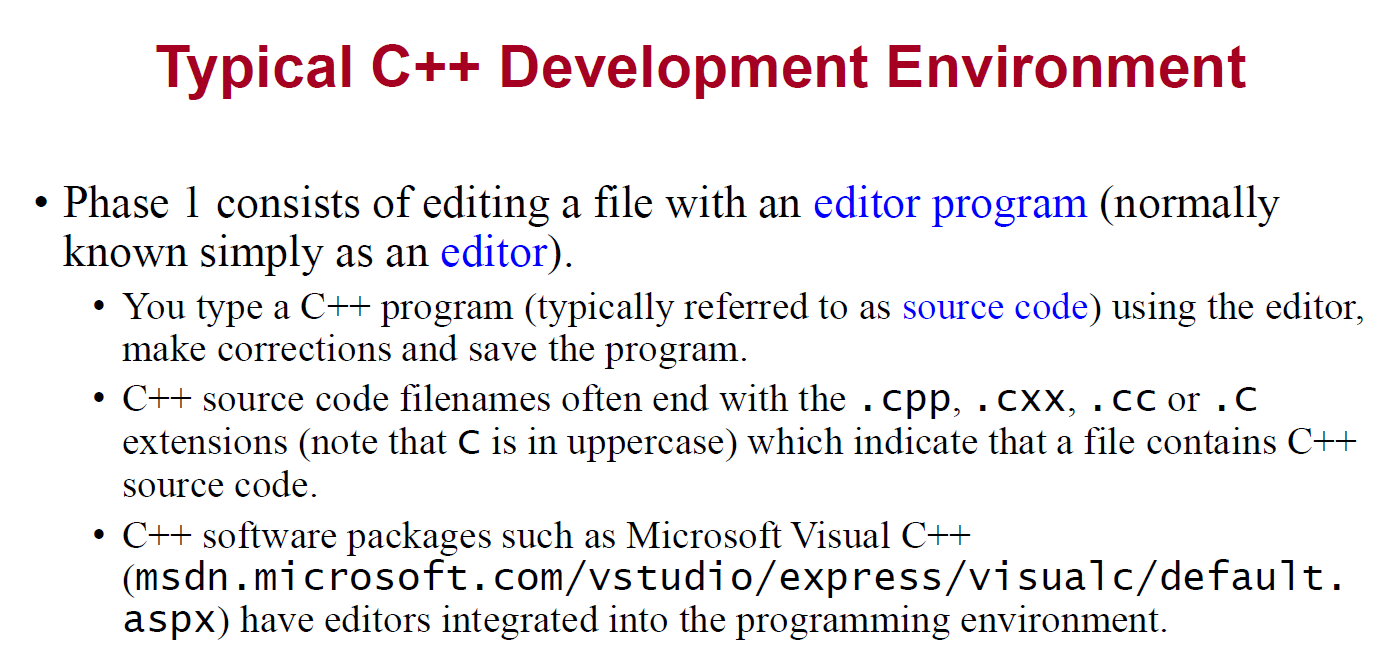 Typical C++ Development Environment
• Phase 1 consists of editing a file with an editor program (normally
known simply as an editor).
• You type a C++ program (typically referred to as source code) using the editor,
make corrections and save the program.
• C++ source code filenames often end with the .cpp, .cxx, .cc or .C
extensions (note that C is in uppercase) which indicate that a file contains C++
source code.
• C++ software packages such as Microsoft Visual C++
(msdn.microsoft.com/vstudio/express/visualc/default.
aspx) have editors integrated into the programming environment.